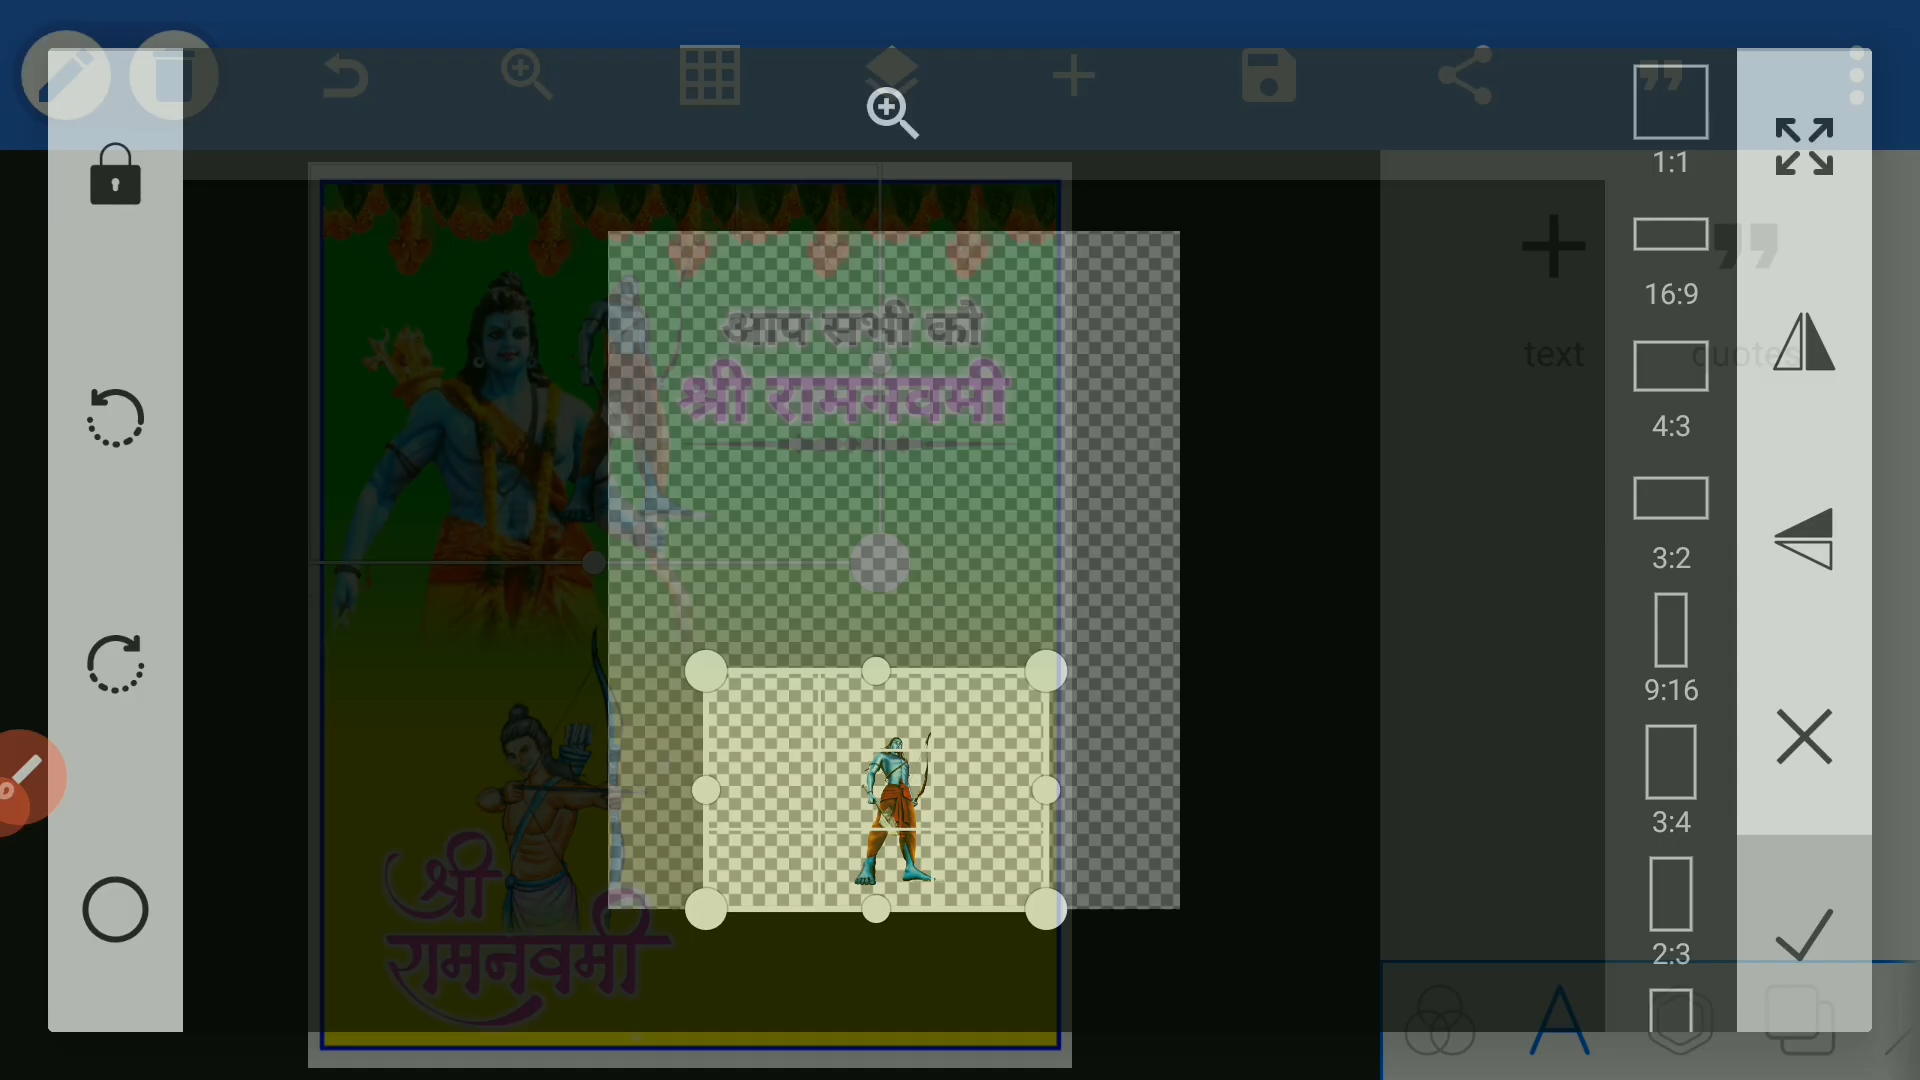 1:1
16:9
आप सभी को
text
quotes
श्री रामनवमी
4:3
3:2
9:16
3:4
श्री
रामनवमी
2:3